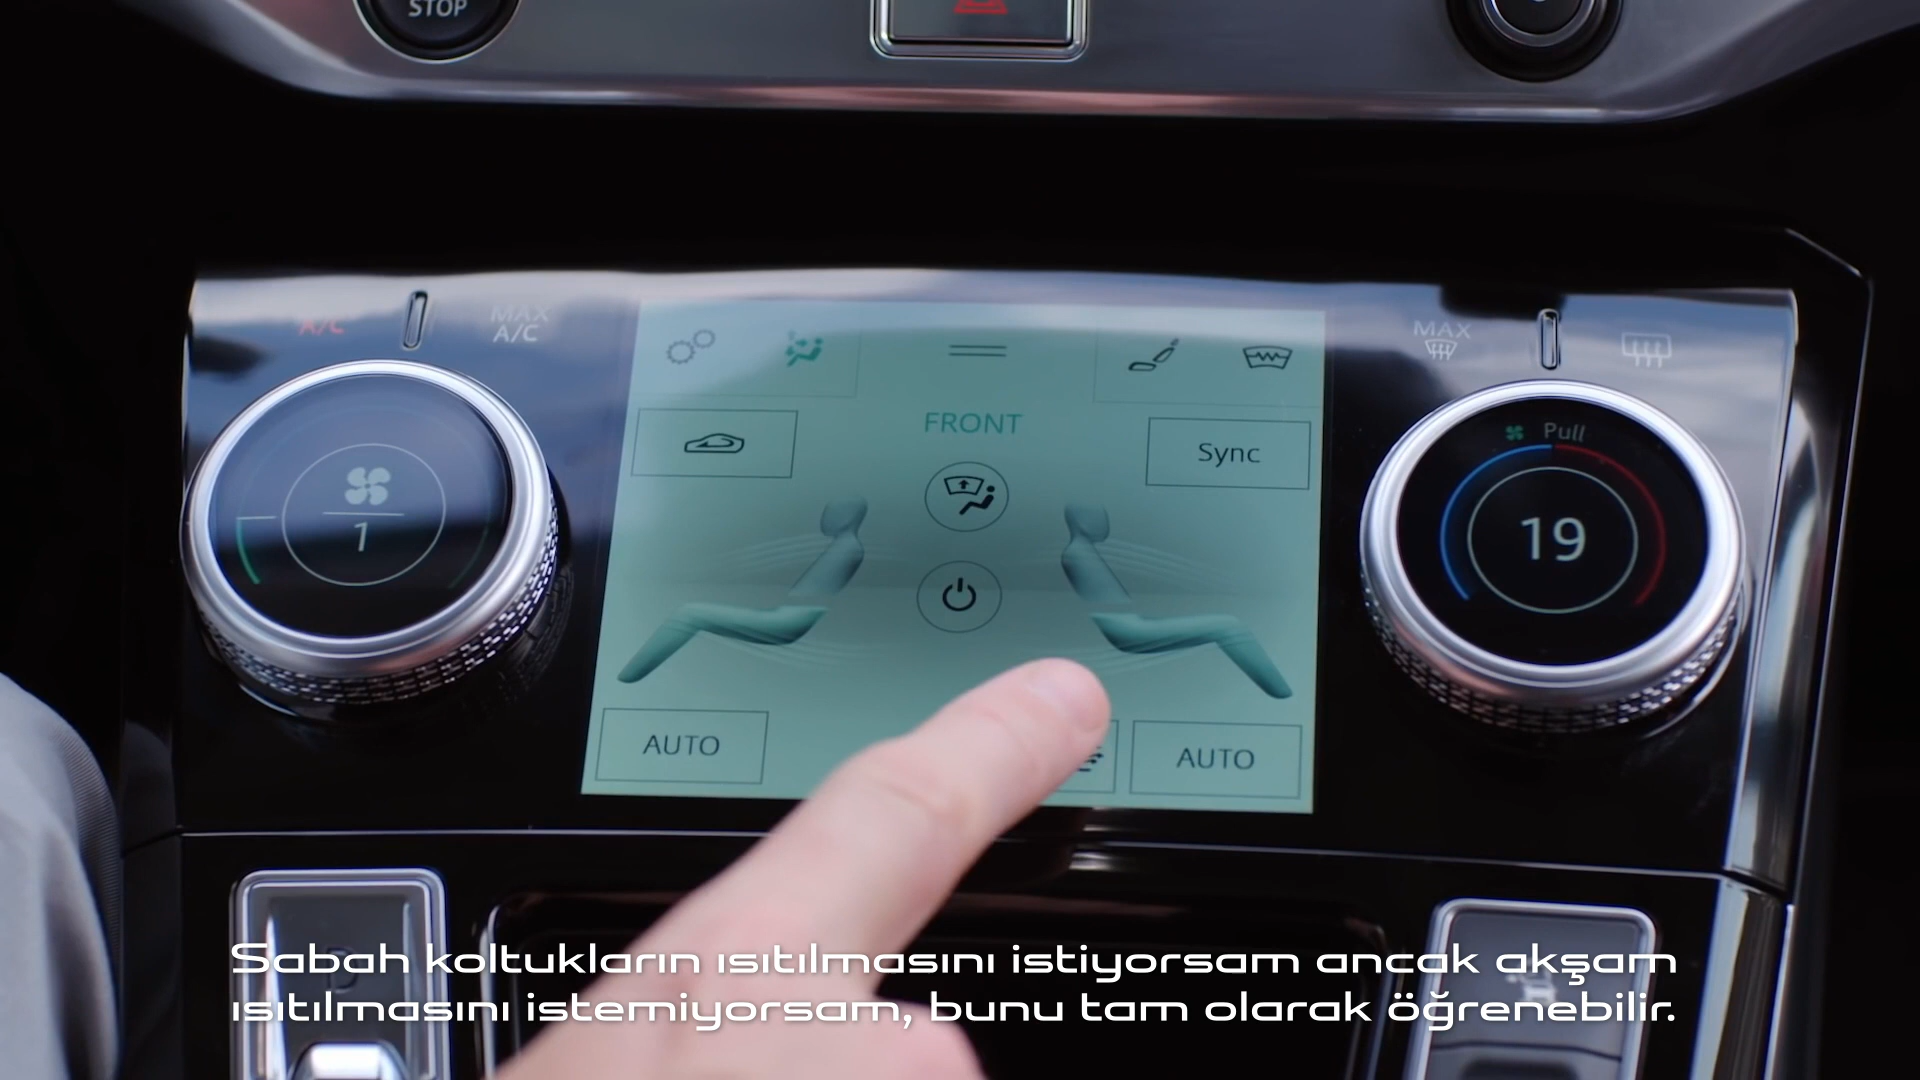 STOP
A/C
MAX
A/C
MAX
FRONT
Sync
Pull
1
19
AUTO
AUTO
D
Sabah koltukların ısıtılmasını istiyorsam ancak akşam
ısıtılmasını istemiyorsam, bunu tam olarak öğrenebilir.